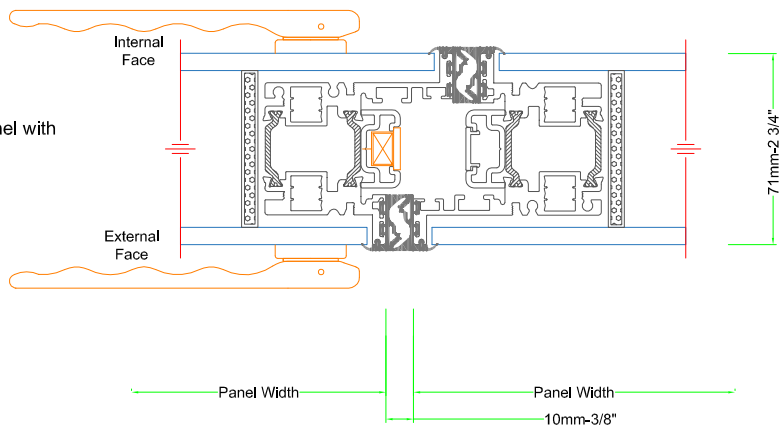 Internal
Face
nel with
External
Face
71mm-2 3/4"
Panel Width
Panel Width
10mm-3/8"